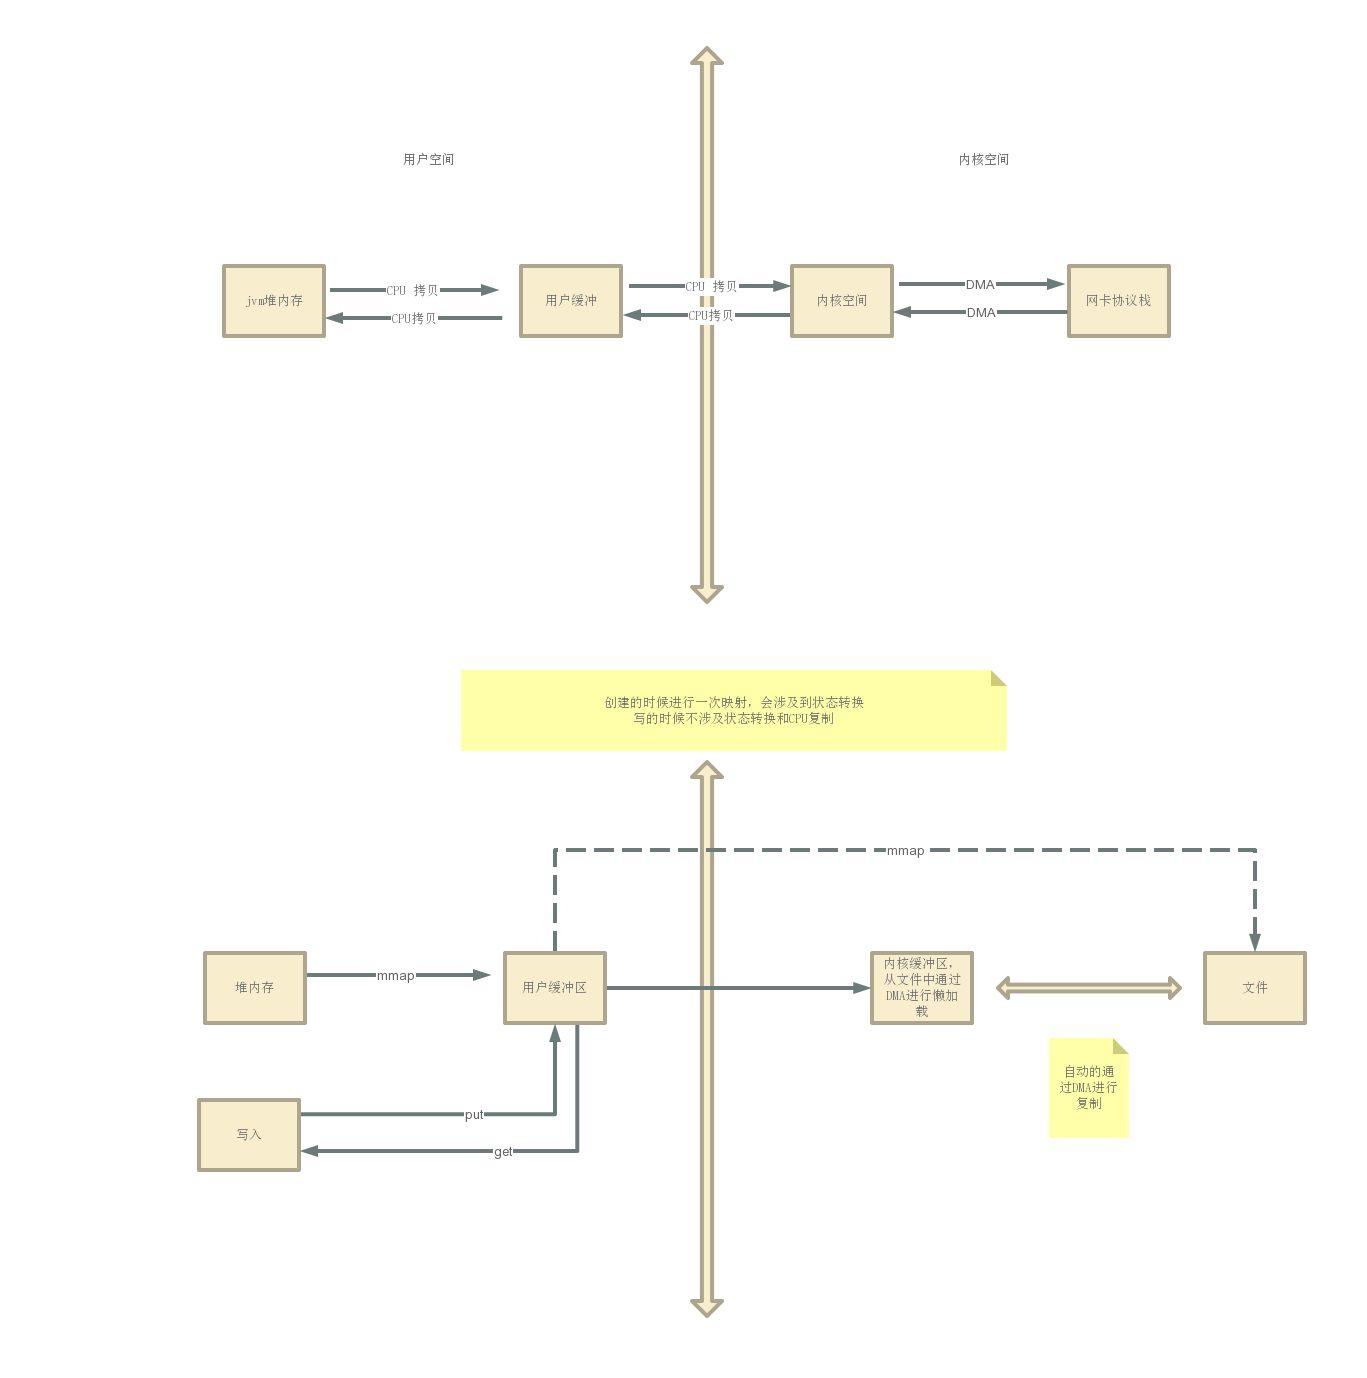 用户空间
内核空间
jvm堆内存
CPU 拷贝
CPU拷贝
用户缓冲
CPU 拷贝
CPU拷贝
内核空间
DMA
DMA
网卡协议栈
创建的时候进行一次映射，会涉及到状态转换
写的时候不涉及状态转换和CPU复制
mmap
堆内存
mmap
用户缓冲区
内核缓冲区，
从文件中通过
DMA进行懒加
载
文件
自动的通
过DMA进行
复制
写入
put
get